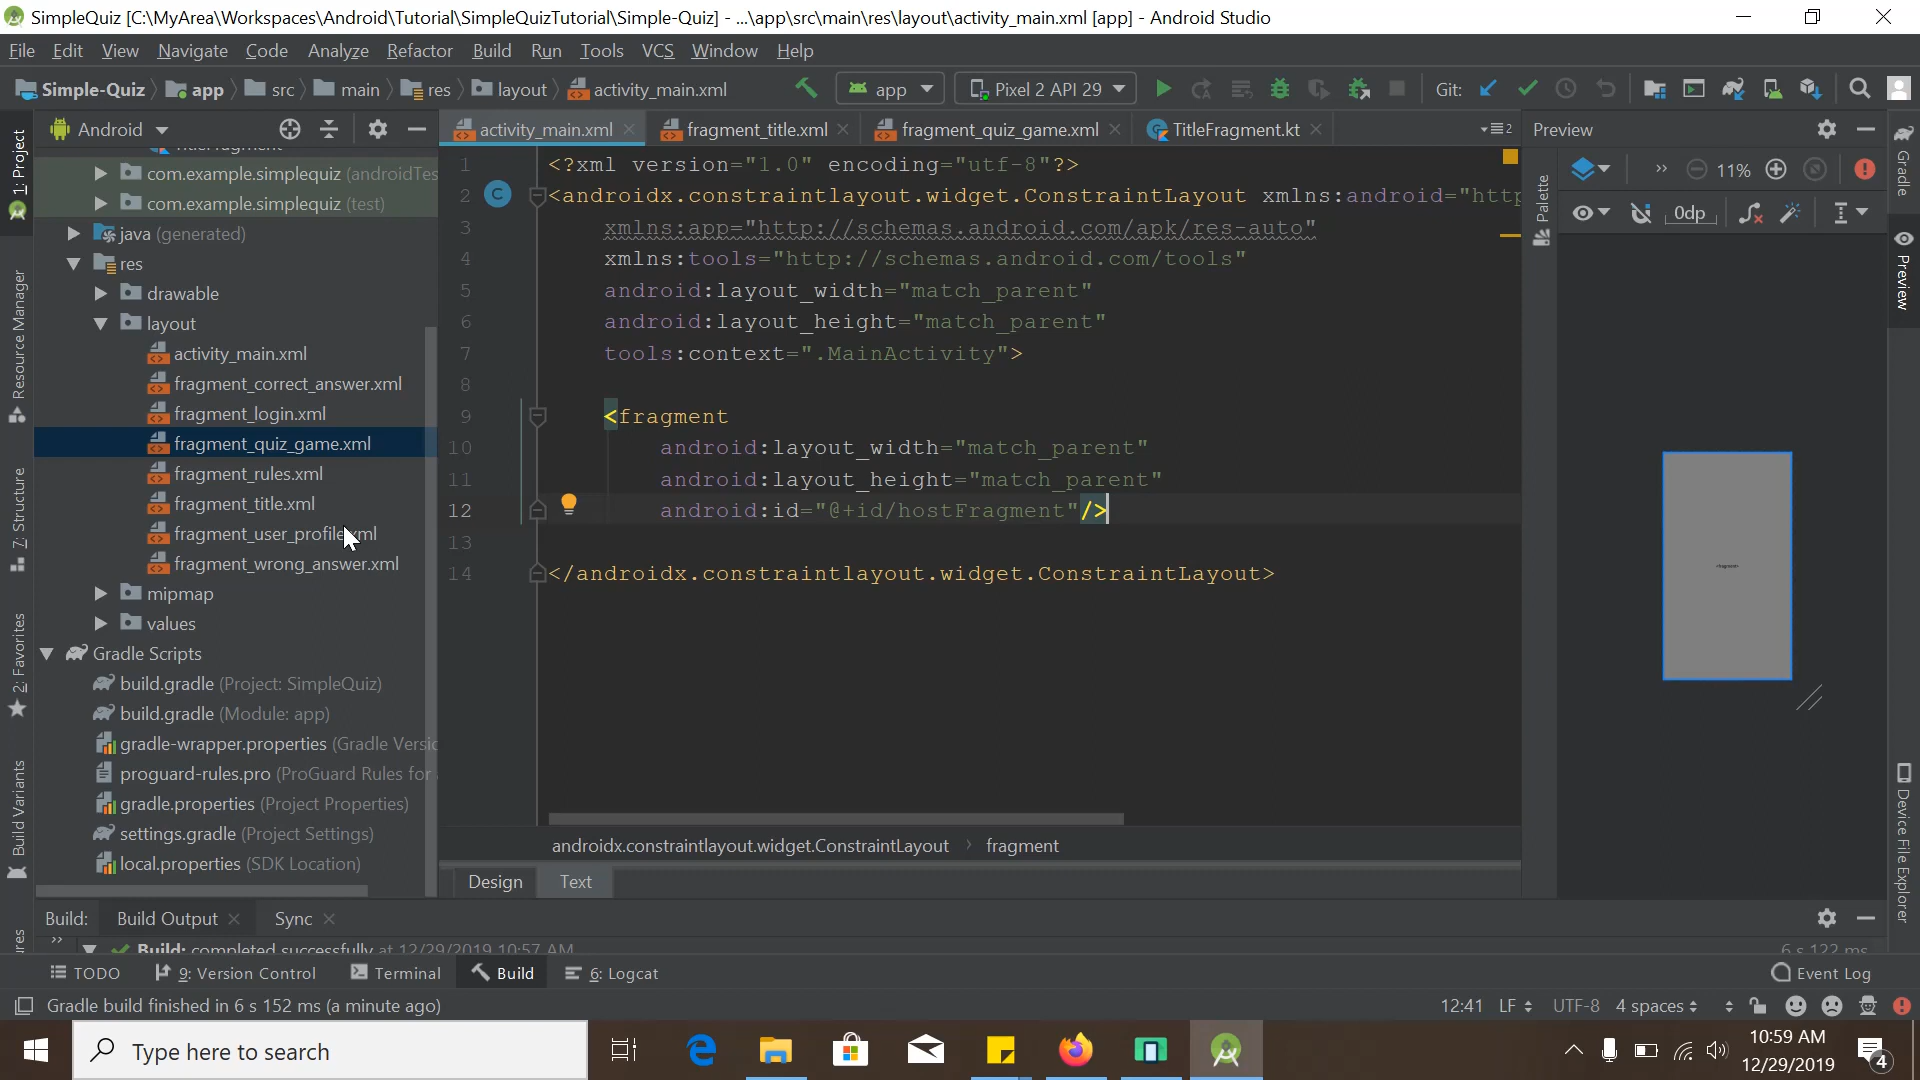 SimpleQuiz [C:\MyArea\Workspaces\Android\Tutorial\SimpleQuizTutorial\Simple-Quiz] - ...\app\src\main\res\layout\activity_main.xml [app] - Android Studio
File Edit View Navigate Code Analyze Refactor Build Run Tools VCS Window Help
Simple-Quiz app src main res layout activity_main.xml app Pixel 2 API 29 Git:
Android
activity_main.xml fragment_title.xml fragment_quiz_game.xml TitleFragment.kt
Preview
TitleFragment
com.example.simplequiz (androidTes
com.example.simplequiz (test)
java (generated)
res
drawable
layout
activity_main.xml
fragment_correct_answer.xml
fragment_login.xml
fragment_quiz_game.xml
fragment_rules.xml
fragment_title.xml
fragment_user_profile.xml
fragment_wrong_answer.xml
mipmap
values
Gradle Scripts
build.gradle (Project: SimpleQuiz)
build.gradle (Module: app)
gradle-wrapper.properties (Gradle Versic
proguard-rules.pro (ProGuard Rules for
gradle.properties (Project Properties)
settings.gradle (Project Settings)
local.properties (SDK Location)
1 <?xml version="1.0" encoding="utf-8"?>
2 <androidx.constraintlayout.widget.ConstraintLayout xmlns:android="http
3 xmlns:app="http://schemas.android.com/apk/res-auto"
4 xmlns:tools="http://schemas.android.com/tools"
5 android:layout_width="match_parent"
6 android:layout_height="match_parent"
7 tools:context=".MainActivity">
8
9 <fragment
10 android:layout_width="match_parent"
11 android:layout_height="match_parent"
12 android:id="@+id/hostFragment"/>
13
14 </androidx.constraintlayout.widget.ConstraintLayout>
androidx.constraintlayout.widget.ConstraintLayout › fragment
Design Text
1: Project
Resource Manager
7: Structure
2: Favorites
Build Variants
Palette
» 11%
0dp
<fragment>
Gradle
Preview
Device File Explorer
Build: Build Output Sync
Build: completed successfully at 12/29/2019 10:57 AM
6 s 122 ms
TODO 9: Version Control Terminal Build 6: Logcat Event Log
Gradle build finished in 6 s 152 ms (a minute ago)
12:41 LF UTF-8 4 spaces
Type here to search
10:59 AM
12/29/2019
4